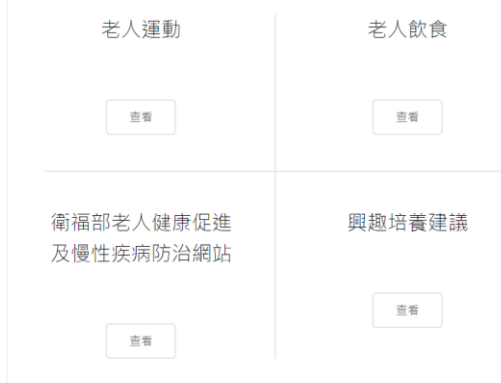 老人運動
查看
老人飲食
查看
衛福部老人健康促進
及慢性疾病防治網站
查看
興趣培養建議
查看